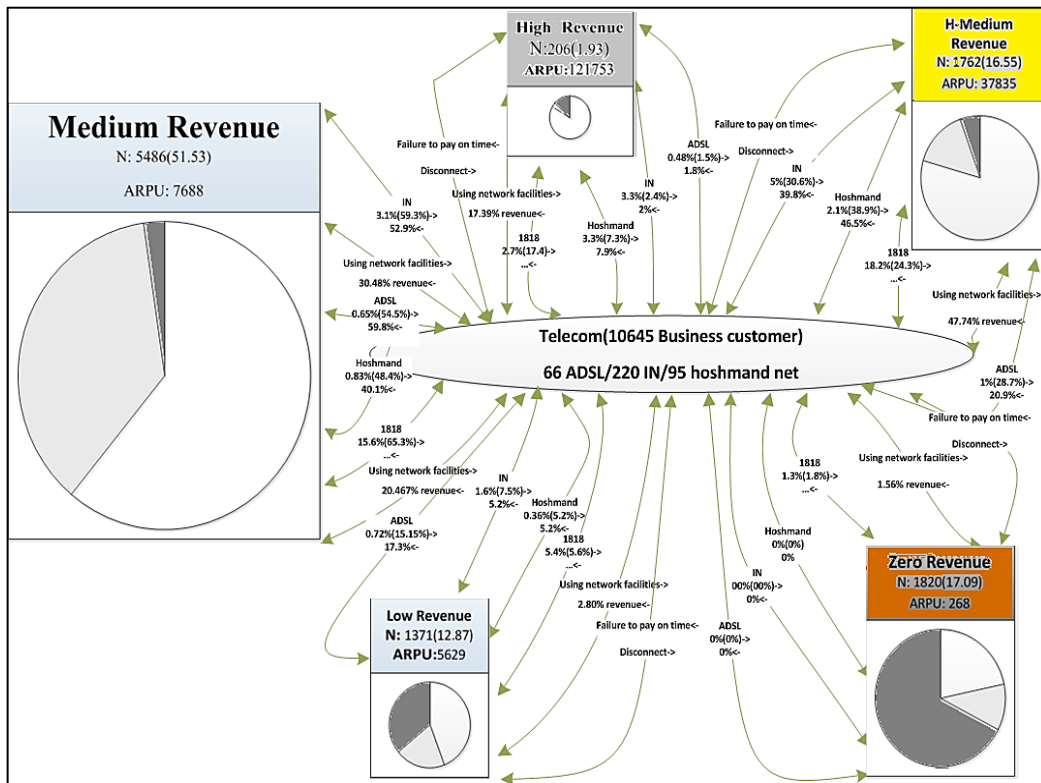 High Revenue
N:206(1.93)
ARPU:121753
H-Medium
Revenue
N: 1762(16.55)
ARPU: 37835
Medium Revenue
N: 5486(51.53)
ARPU: 7688
Failure to pay on time<-
Disconnect->
Using network facilities->
17.39% revenue<-
IN
3.1%(59.3%)->
52.9%<-
Using network facilities->
30.48% revenue<-
ADSL
0.65%(54.5%)->
59.8%<-
Hoshmand
0.83%(48.4%)->
40.1%<-
1818
15.6%(65.3%)->
...<-
Using network facilities->
20.467% revenue<-
ADSL
0.72%(15.15%)->
17.3%<-
1818
2.7%(17.4)->
...<-
Hoshmand
3.3%(7.3%)->
7.9%<-
IN
3.3%(2.4%)->
2%<-
ADSL
0.48%(1.5%)->
1.8%<-
Failure to pay on time<-
Disconnect->
IN
5%(30.6%)->
39.8%<-
Hoshmand
2.1%(38.9%)->
46.5%<-
1818
18.2%(24.3%)->
...<-
Using network facilities->
47.74% revenue<-
ADSL
1%(28.7%)->
20.9%<-
Telecom(10645 Business customer)
66 ADSL/220 IN/95 hoshmand net
Failure to pay on time<-
Disconnect->
Using network facilities->
1.56% revenue<-
1818
1.3%(1.8%)->
...<-
Hoshmand
0%(0%)
0%
IN
00%(00%)->
0%<-
ADSL
0%(0%)->
0%<-
IN
1.6%(7.5%)->
5.2%<-
Hoshmand
0.36%(5.2%)->
5.2%<-
1818
5.4%(5.6%)->
...<-
Using network facilities->
2.80% revenue<-
Failure to pay on time<-
Disconnect->
Low Revenue
N: 1371(12.87)
ARPU:5629
Zero Revenue
N: 1820(17.09)
ARPU: 268